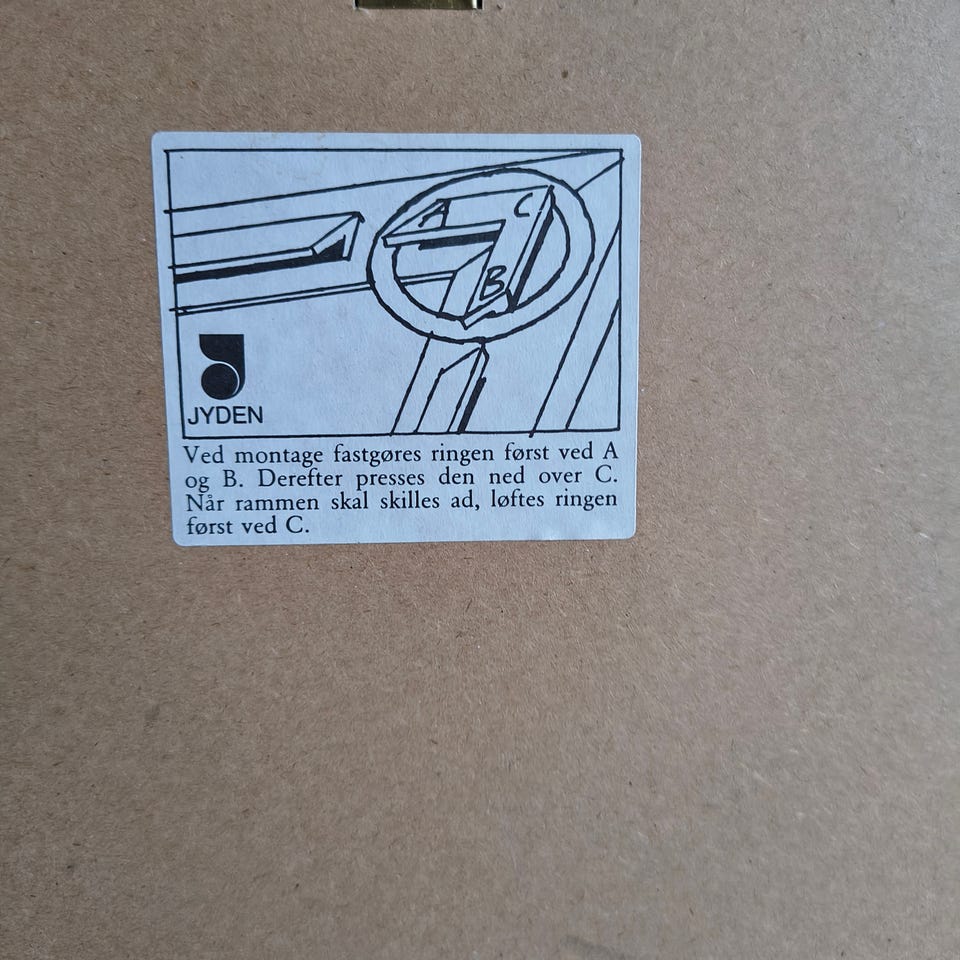 A C
B
JYDEN
Ved montage fastgøres ringen først ved A
og B. Derefter presses den ned over C.
Når rammen skal skilles ad, løftes ringen
først ved C.